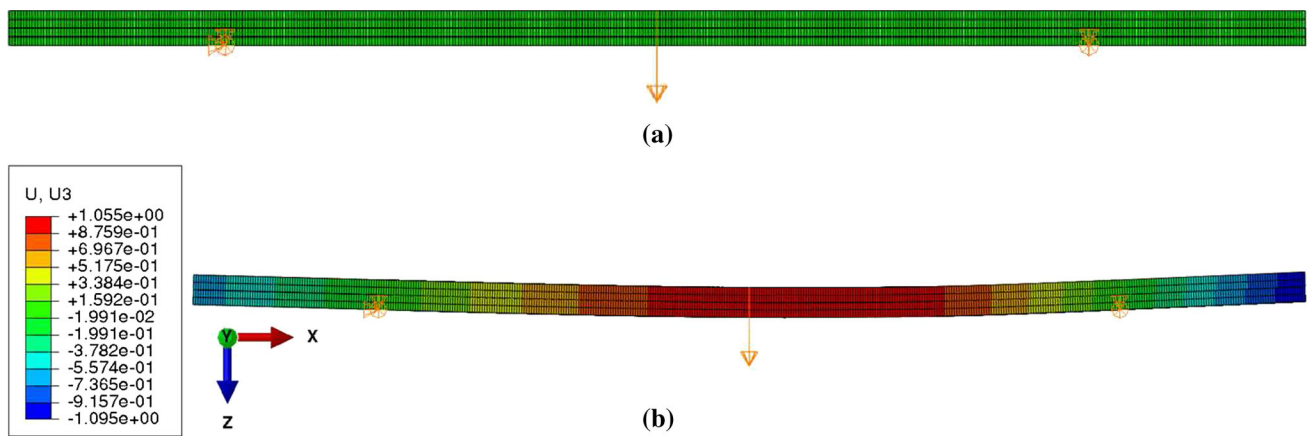 (a)
U, U3
+1.055e+00
+8.759e-01
+6.967e-01
+5.175e-01
+3.384e-01
+1.592e-01
-1.991e-02
-1.991e-01
-3.782e-01
-5.574e-01
-7.365e-01
-9.157e-01
-1.095e+00
Y
X
Z
(b)